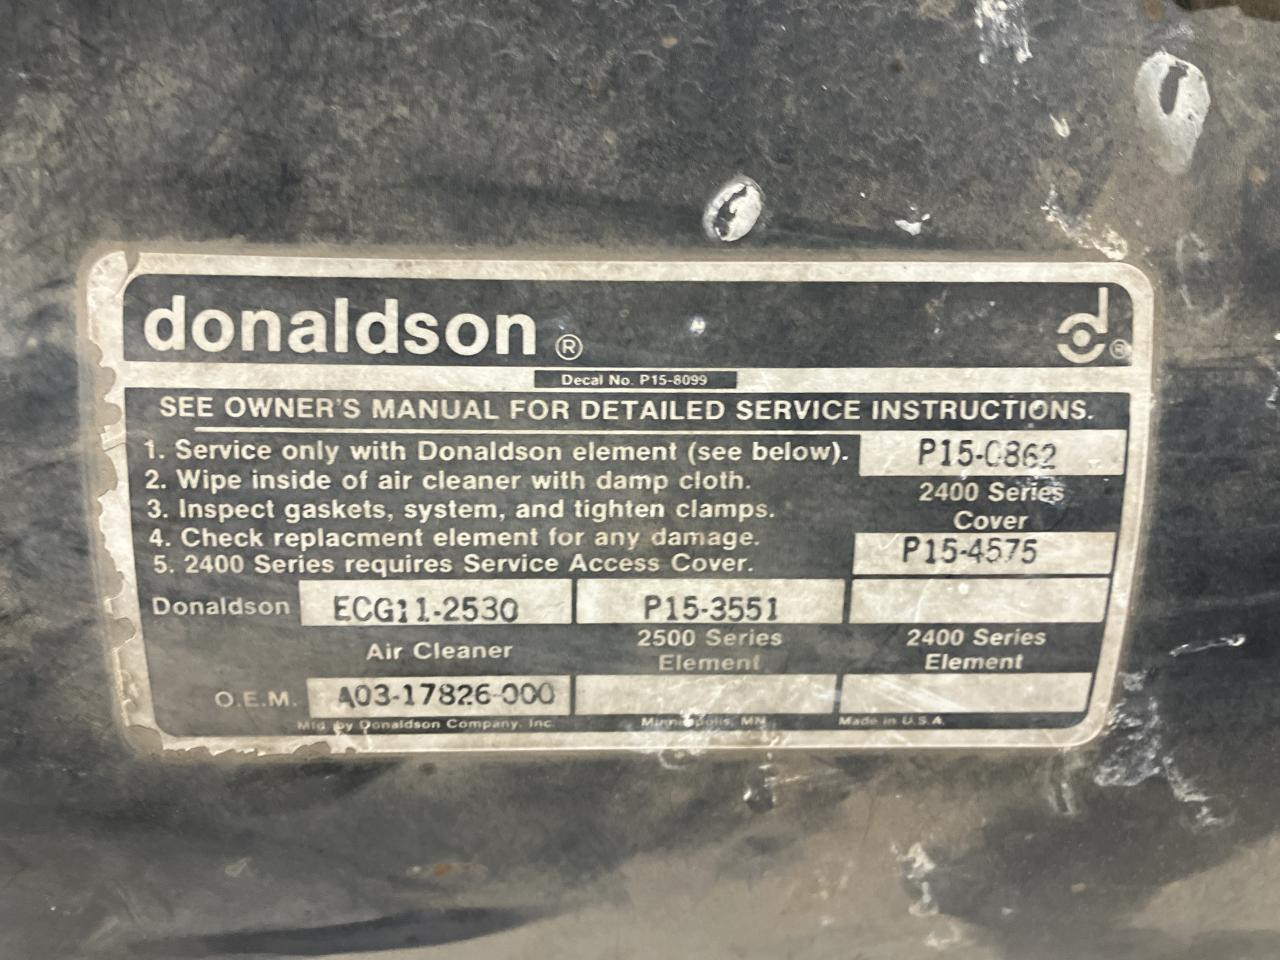 donaldson ®
d ®
Decal No. P15-8099
SEE OWNER'S MANUAL FOR DETAILED SERVICE INSTRUCTIONS.
1. Service only with Donaldson element (see below).
2. Wipe inside of air cleaner with damp cloth.
3. Inspect gaskets, system, and tighten clamps.
4. Check replacment element for any damage.
5. 2400 Series requires Service Access Cover.
P15-0862
2400 Series
Cover
P15-4575
Donaldson ECG11-2530 P15-3551
Air Cleaner
2500 Series
Element
2400 Series
Element
O.E.M. A03-17826-000
Mfd. by Donaldson Company, Inc. Minneapolis, MN Made in U.S.A.